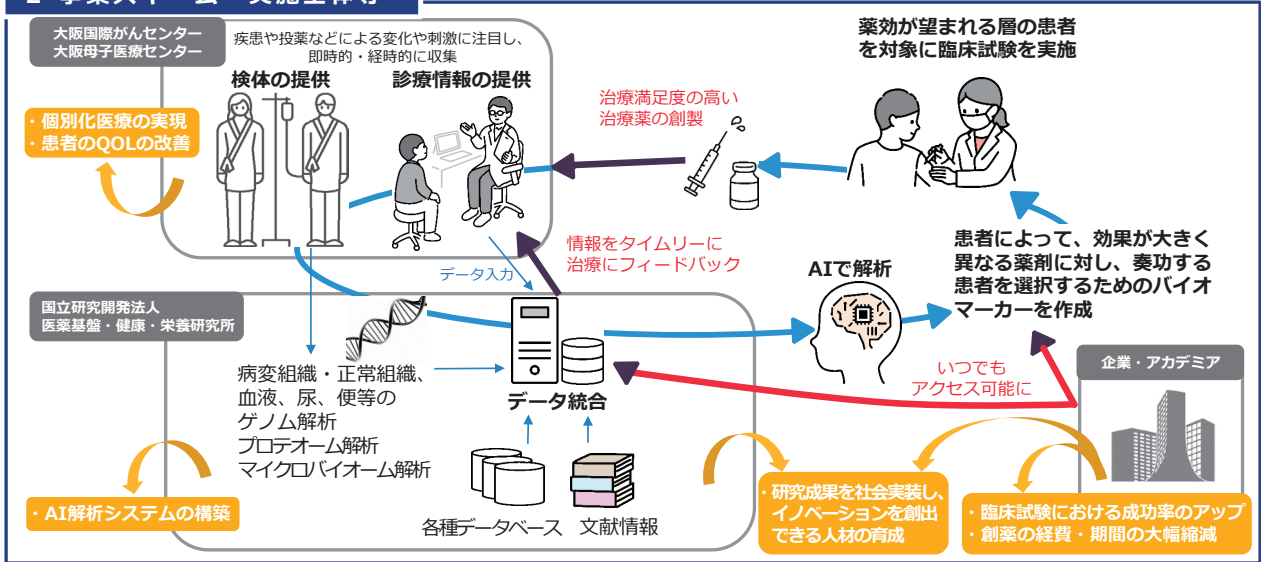 大阪国際がんセンター
大阪母子医療センター
疾患や投薬などによる変化や刺激に注目し、
即時的・経時的に収集
検体の提供
診療情報の提供
・個別化医療の実現
・患者のQOLの改善
治療満足度の高い
治療薬の創製
薬効が望まれる層の患者
を対象に臨床試験を実施
情報をタイムリーに
治療にフィードバック
データ入力
AIで解析
患者によって、効果が大きく
異なる薬剤に対し、奏功する
患者を選択するためのバイオ
マーカーを作成
国立研究開発法人
医薬基盤・健康・栄養研究所
病変組織・正常組織、
血液、尿、便等の
ゲノム解析
プロテオーム解析
マイクロバイオーム解析
データ統合
いつでも
アクセス可能に
企業・アカデミア
各種データベース
文献情報
・AI解析システムの構築
・研究成果を社会実装し、
イノベーションを創出
できる人材の育成
・臨床試験における成功率のアップ
・創薬の経費・期間の大幅縮減